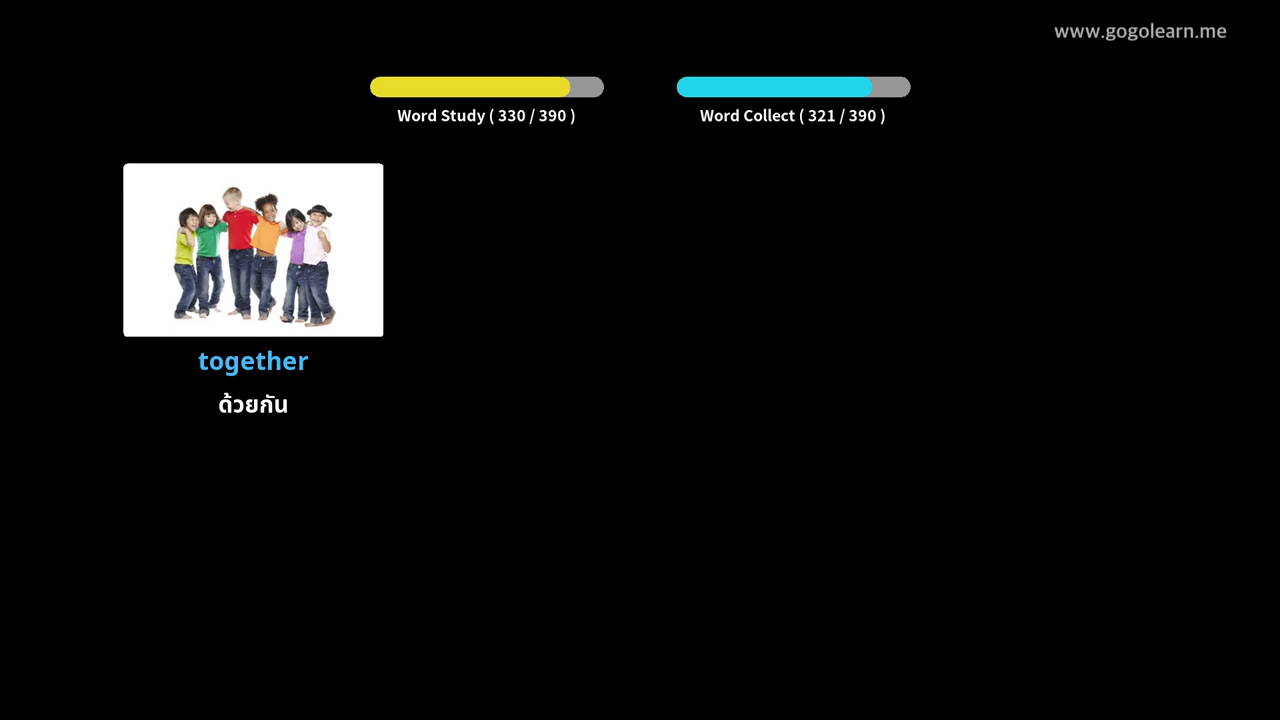 www.gogolearn.me
Word Study ( 330 / 390 )
Word Collect ( 321 / 390 )
together
ด้วยกัน